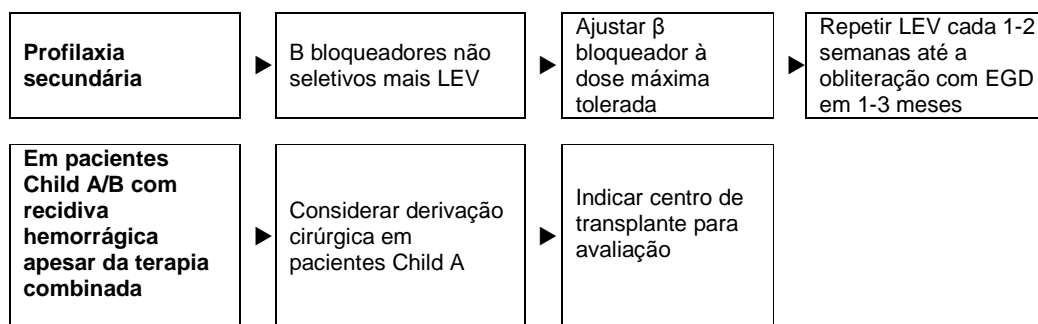 Profilaxia
secundária
B bloqueadores não
seletivos mais LEV
Ajustar β
bloqueador à
dose máxima
tolerada
Repetir LEV cada 1-2
semanas até a
obliteração com EGD
em 1-3 meses
Em pacientes
Child A/B com
recidiva
hemorrágica
apesar da terapia
combinada
Considerar derivação
cirúrgica em
pacientes Child A
Indicar centro de
transplante para
avaliação